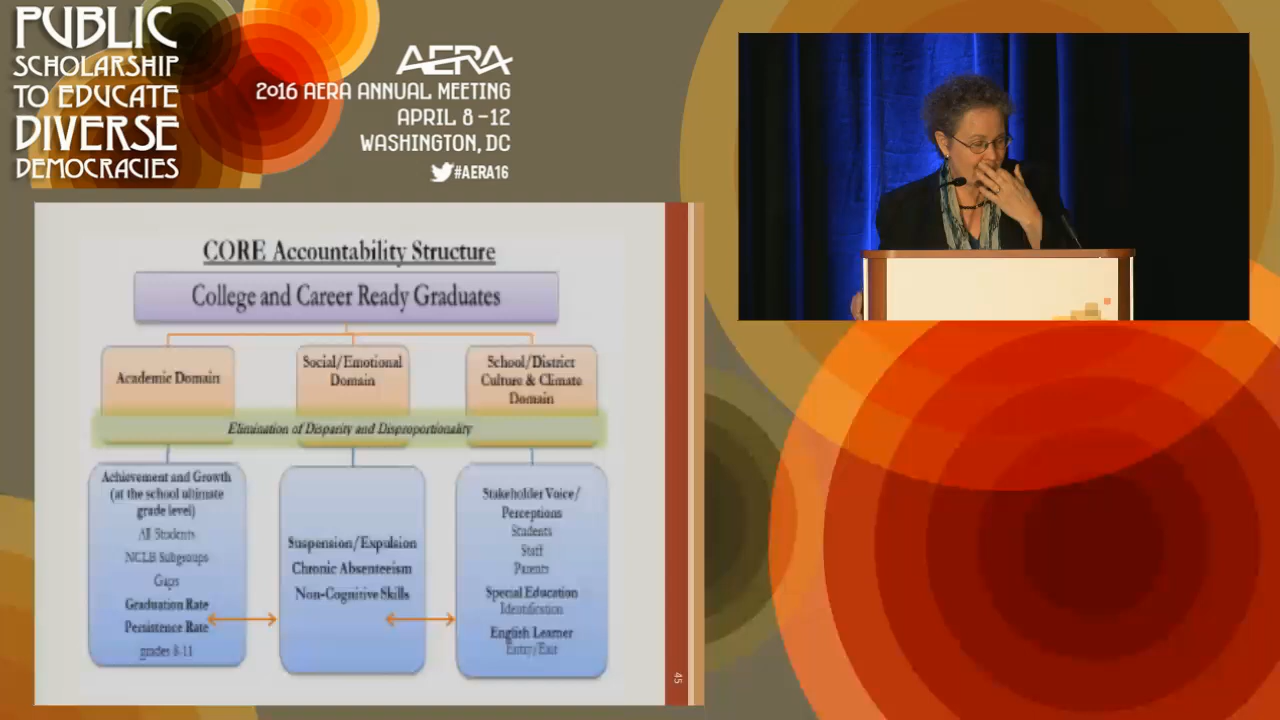 PUBLIC
SCHOLARSHIP
TO EDUCATE
DIVERSE
DEMOCRACIES
AERA
2016 AERA ANNUAL MEETING
APRIL 8-12
WASHINGTON, DC
#AERA16
CORE Accountability Structure
College and Career Ready Graduates
Academic Domain
Social/Emotional
Domain
School/District
Culture & Climate
Domain
Elimination of Disparity and Disproportionality
Achievement and Growth
(at the school ultimate
grade level)
All Students
NCLB Subgroups
Gaps
Graduation Rate
Persistence Rate
grades 8-11
Suspension/Expulsion
Chronic Absenteeism
Non-Cognitive Skills
Stakeholder Voice/
Perceptions
Students
Staff
Parents
Special Education
Identification
English Learner
Entry/Exit
45